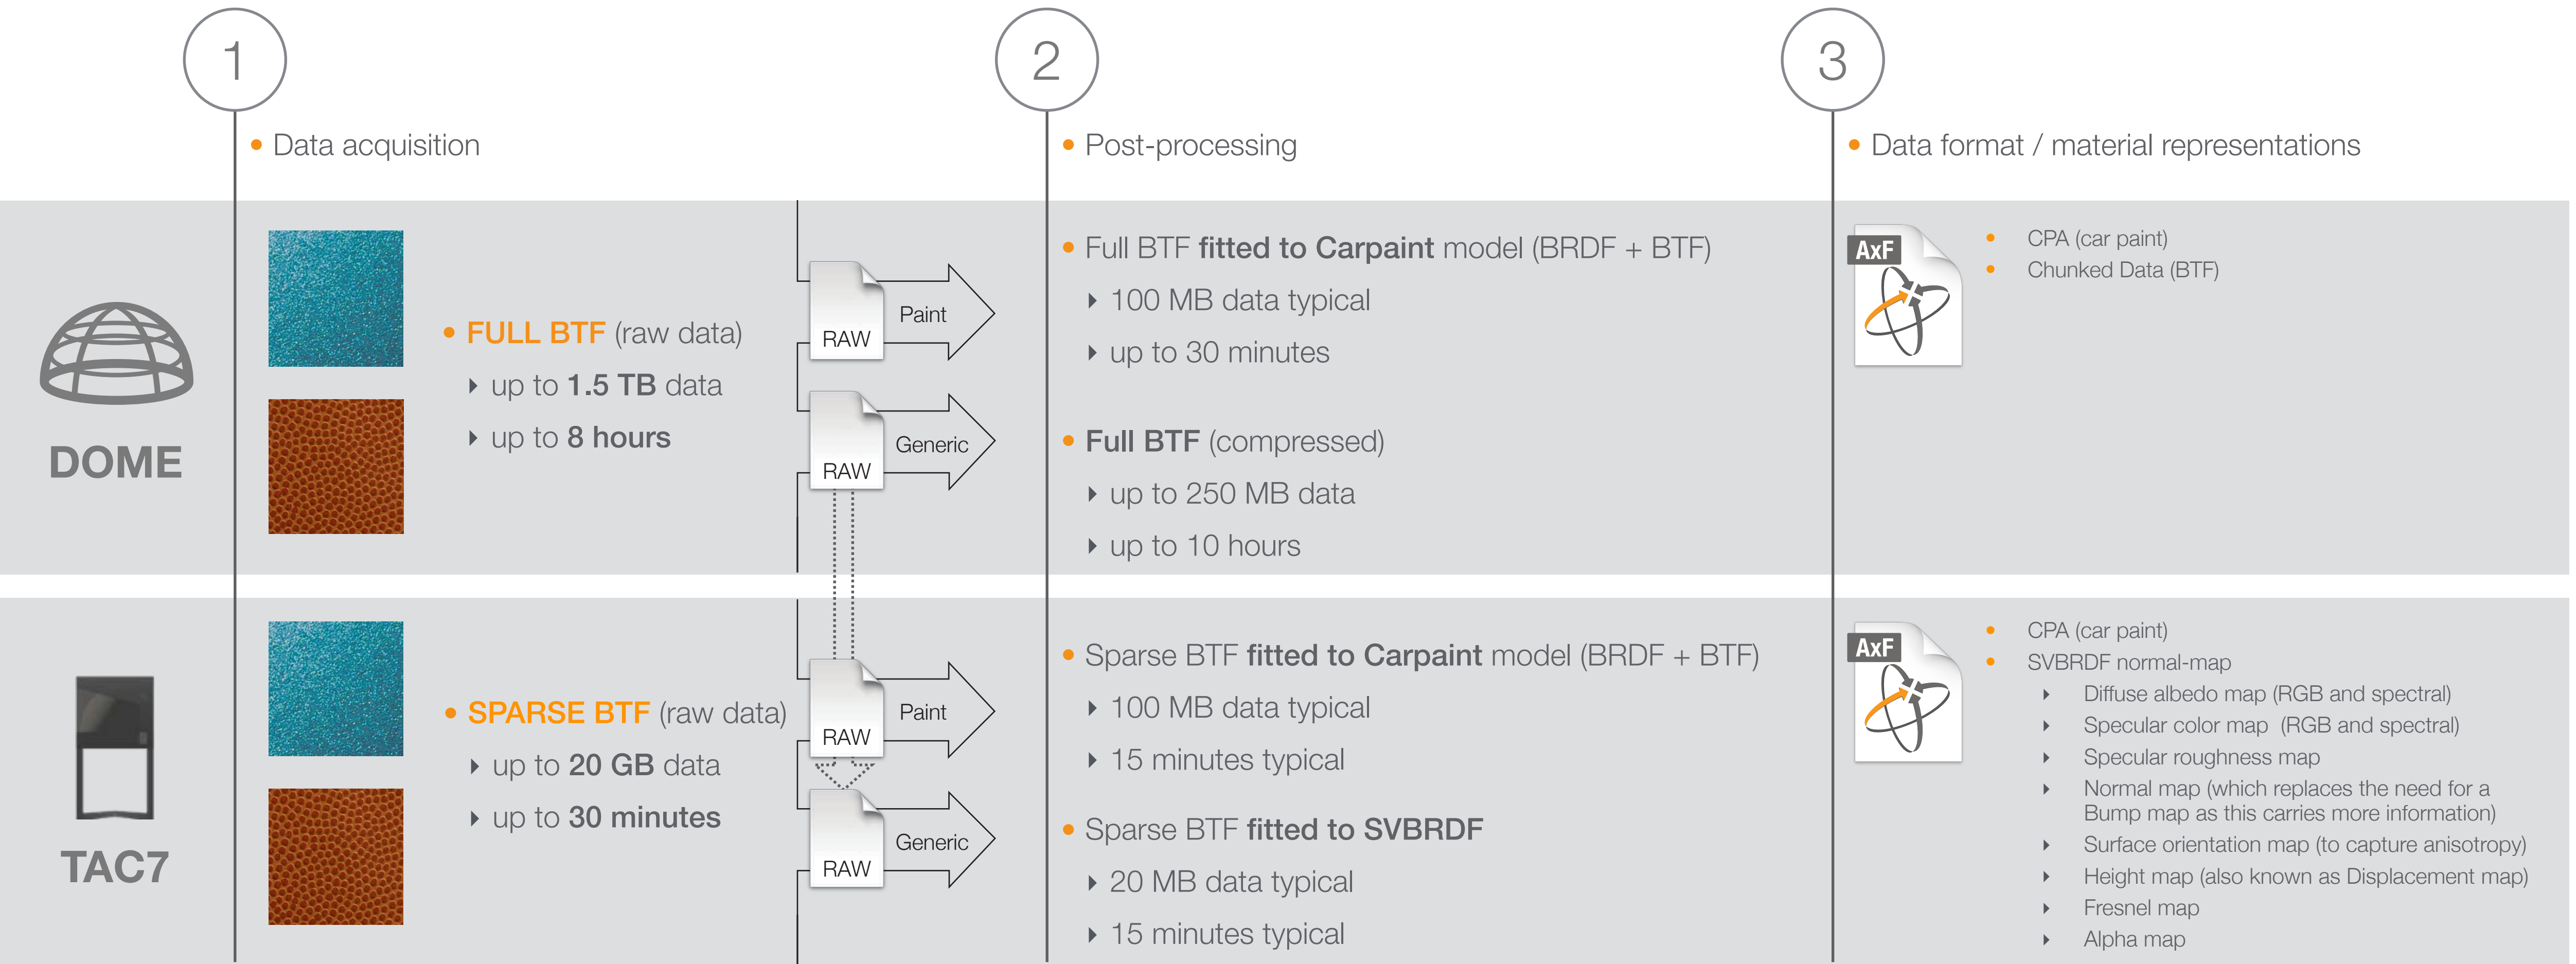 1
2
3
• Data acquisition
• Post-processing
• Data format / material representations
DOME
• FULL BTF (raw data)
‣ up to 1.5 TB data
‣ up to 8 hours
RAW
Paint
RAW
Generic
• Full BTF fitted to Carpaint model (BRDF + BTF)
‣ 100 MB data typical
‣ up to 30 minutes
• Full BTF (compressed)
‣ up to 250 MB data
‣ up to 10 hours
AxF
• CPA (car paint)
• Chunked Data (BTF)
TAC7
• SPARSE BTF (raw data)
‣ up to 20 GB data
‣ up to 30 minutes
RAW
Paint
RAW
Generic
• Sparse BTF fitted to Carpaint model (BRDF + BTF)
‣ 100 MB data typical
‣ 15 minutes typical
• Sparse BTF fitted to SVBRDF
‣ 20 MB data typical
‣ 15 minutes typical
AxF
• CPA (car paint)
• SVBRDF normal-map
‣ Diffuse albedo map (RGB and spectral)
‣ Specular color map (RGB and spectral)
‣ Specular roughness map
‣ Normal map (which replaces the need for a
Bump map as this carries more information)
‣ Surface orientation map (to capture anisotropy)
‣ Height map (also known as Displacement map)
‣ Fresnel map
‣ Alpha map